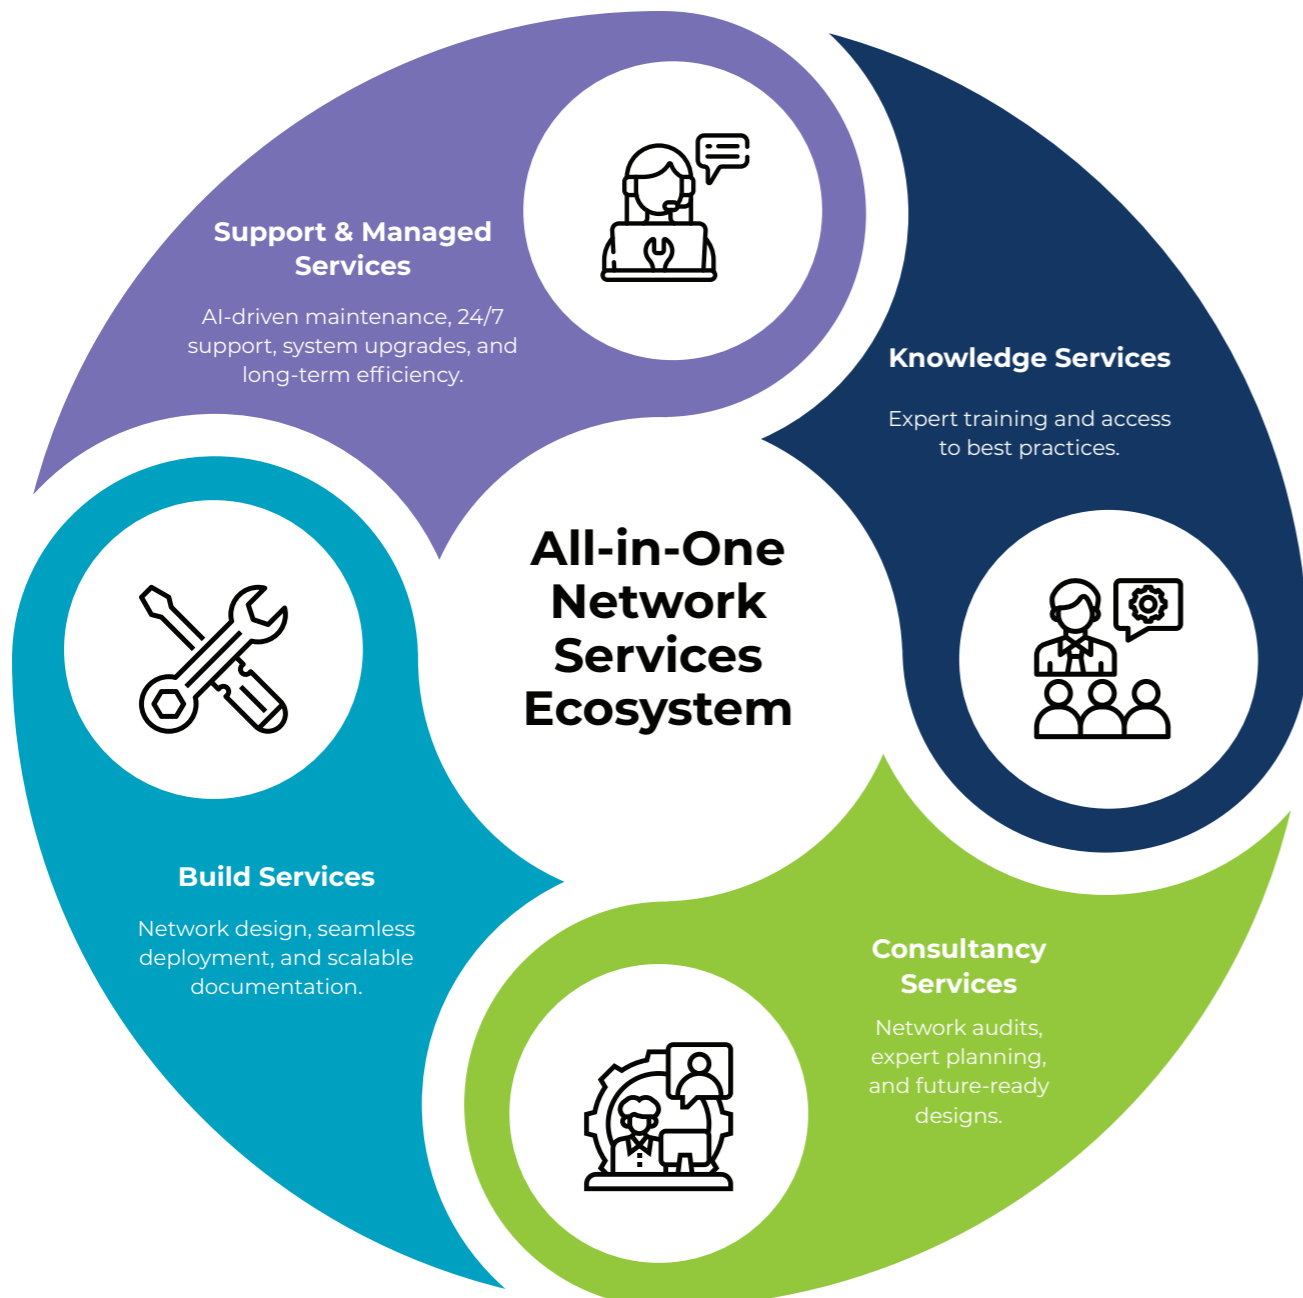 Support & Managed
Services
AI-driven maintenance, 24/7
support, system upgrades, and
long-term efficiency.
Knowledge Services
Expert training and access
to best practices.
All-in-One
Network
Services
Ecosystem
Build Services
Network design, seamless
deployment, and scalable
documentation.
Consultancy
Services
Network audits,
expert planning,
and future-ready
designs.